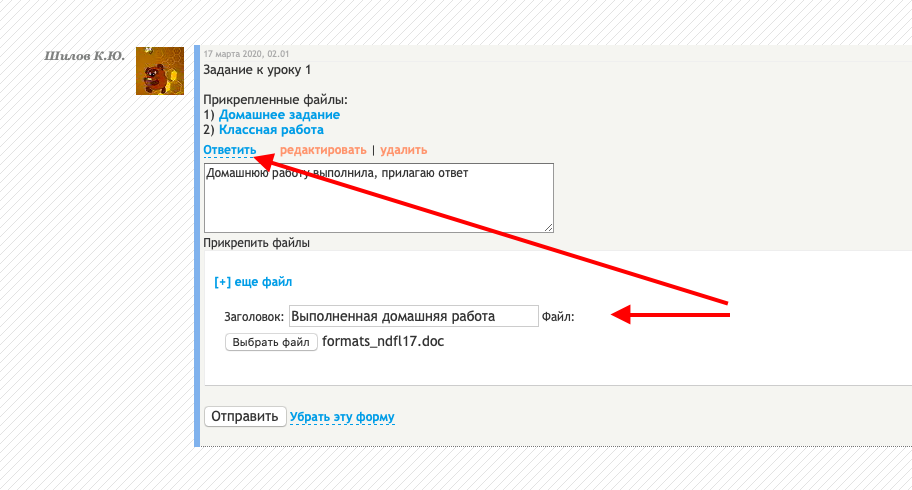 Шилов К.Ю.
17 марта 2020, 02.01
Задание к уроку 1
Прикрепленные файлы:
1) Домашнее задание
2) Классная работа
Ответить редактировать | удалить
Домашнюю работу выполнила, прилагаю ответ
Прикрепить файлы
[+] еще файл
Заголовок: Выполненная домашняя работа Файл:
Выбрать файл formats_ndfl17.doc
Отправить Убрать эту форму